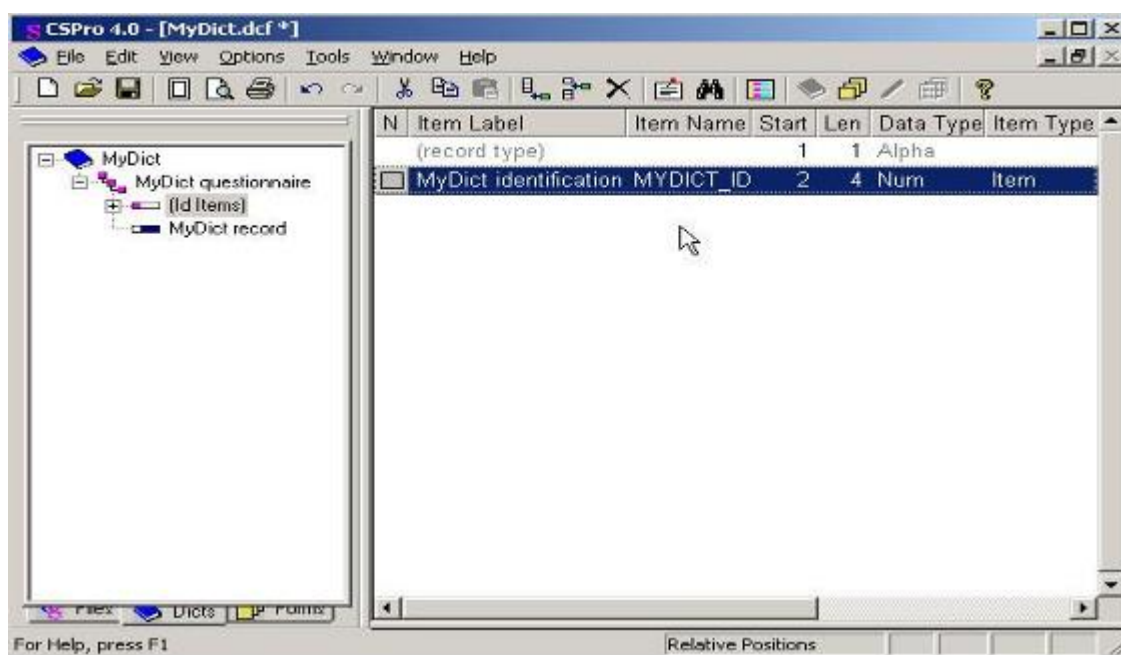 CSPro 4.0 - [MyDict.dcf *]
File Edit View Options Tools Window Help
N Item Label Item Name Start Len Data Type Item Type
(record type) 1 1 Alpha
MyDict identification MYDICT_ID 2 4 Num Item
MyDict
MyDict questionnaire
(Id Items)
MyDict record
Files Dicts Forms
For Help, press F1 Relative Positions